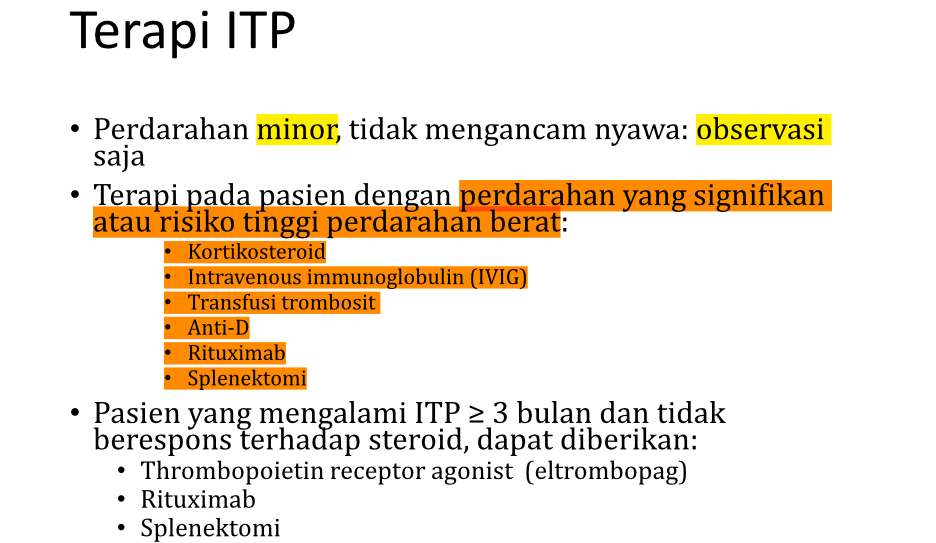 Terapi ITP
• Perdarahan minor, tidak mengancam nyawa: observasi
saja
• Terapi pada pasien dengan perdarahan yang signifikan
atau risiko tinggi perdarahan berat:
• Kortikosteroid
• Intravenous immunoglobulin (IVIG)
• Transfusi trombosit
• Anti-D
• Rituximab
• Splenektomi
• Pasien yang mengalami ITP ≥ 3 bulan dan tidak
berespons terhadap steroid, dapat diberikan:
• Thrombopoietin receptor agonist (eltrombopag)
• Rituximab
• Splenektomi